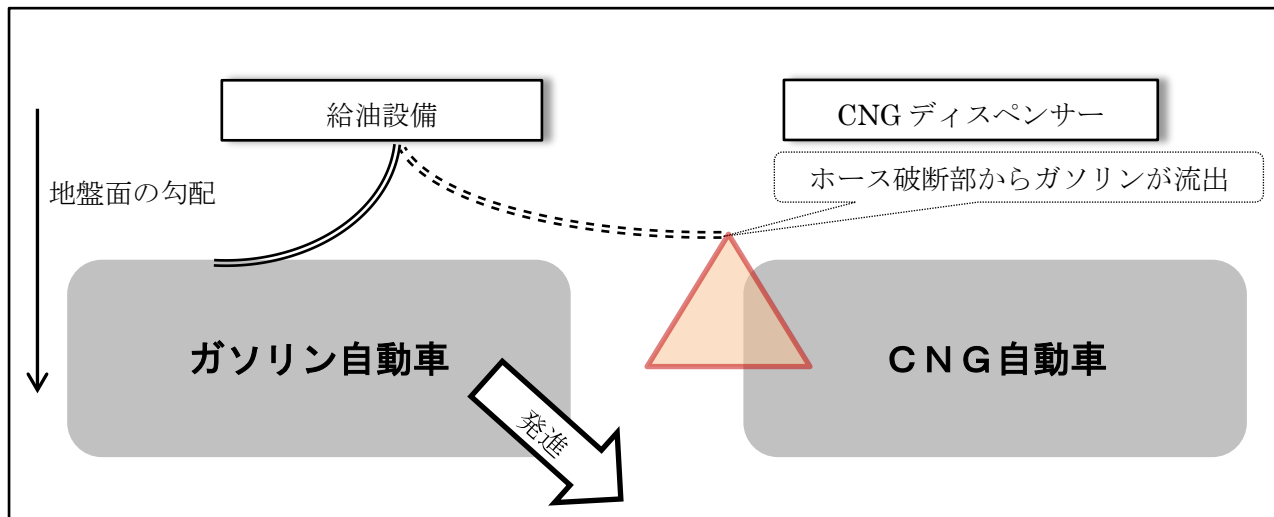 給油設備
CNG ディスペンサー
ホース破断部からガソリンが流出
地盤面の勾配
ガソリン自動車
ＣＮＧ自動車
発進